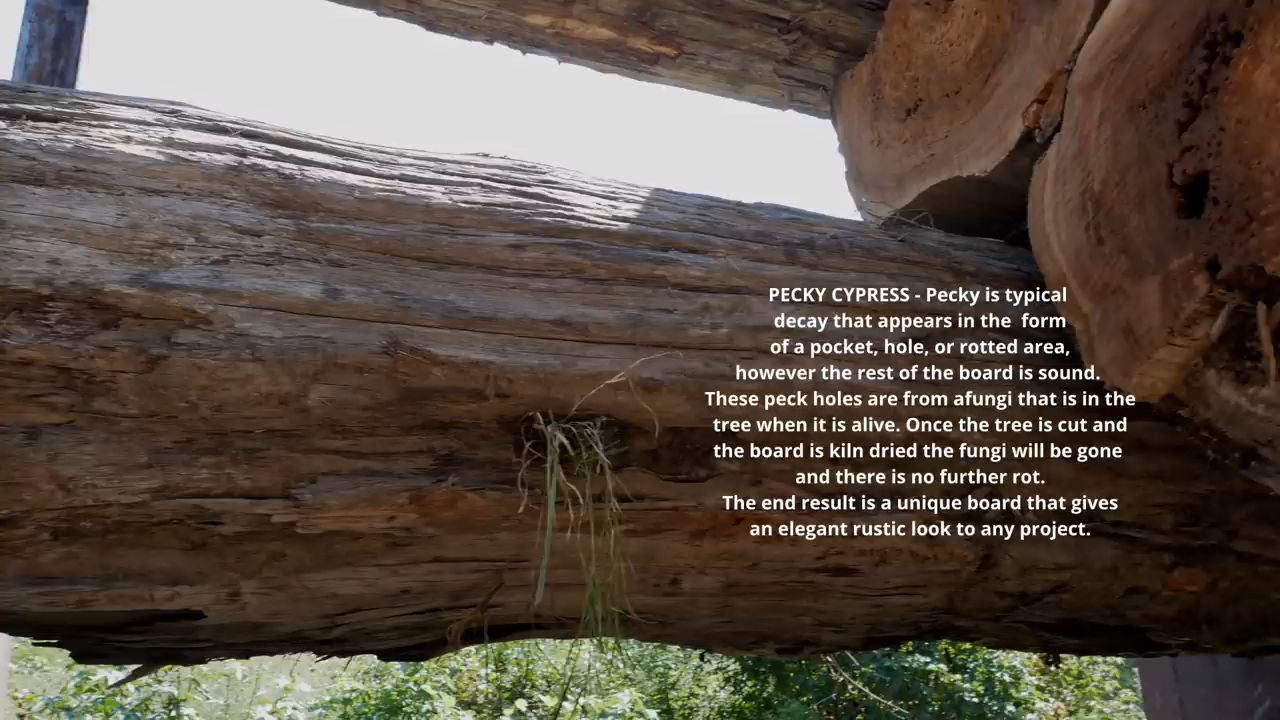 PECKY CYPRESS - Pecky is typical
decay that appears in the  form
of a pocket, hole, or rotted area,
however the rest of the board is sound.
These peck holes are from afungi that is in the
tree when it is alive. Once the tree is cut and
the board is kiln dried the fungi will be gone
and there is no further rot.
The end result is a unique board that gives
an elegant rustic look to any project.